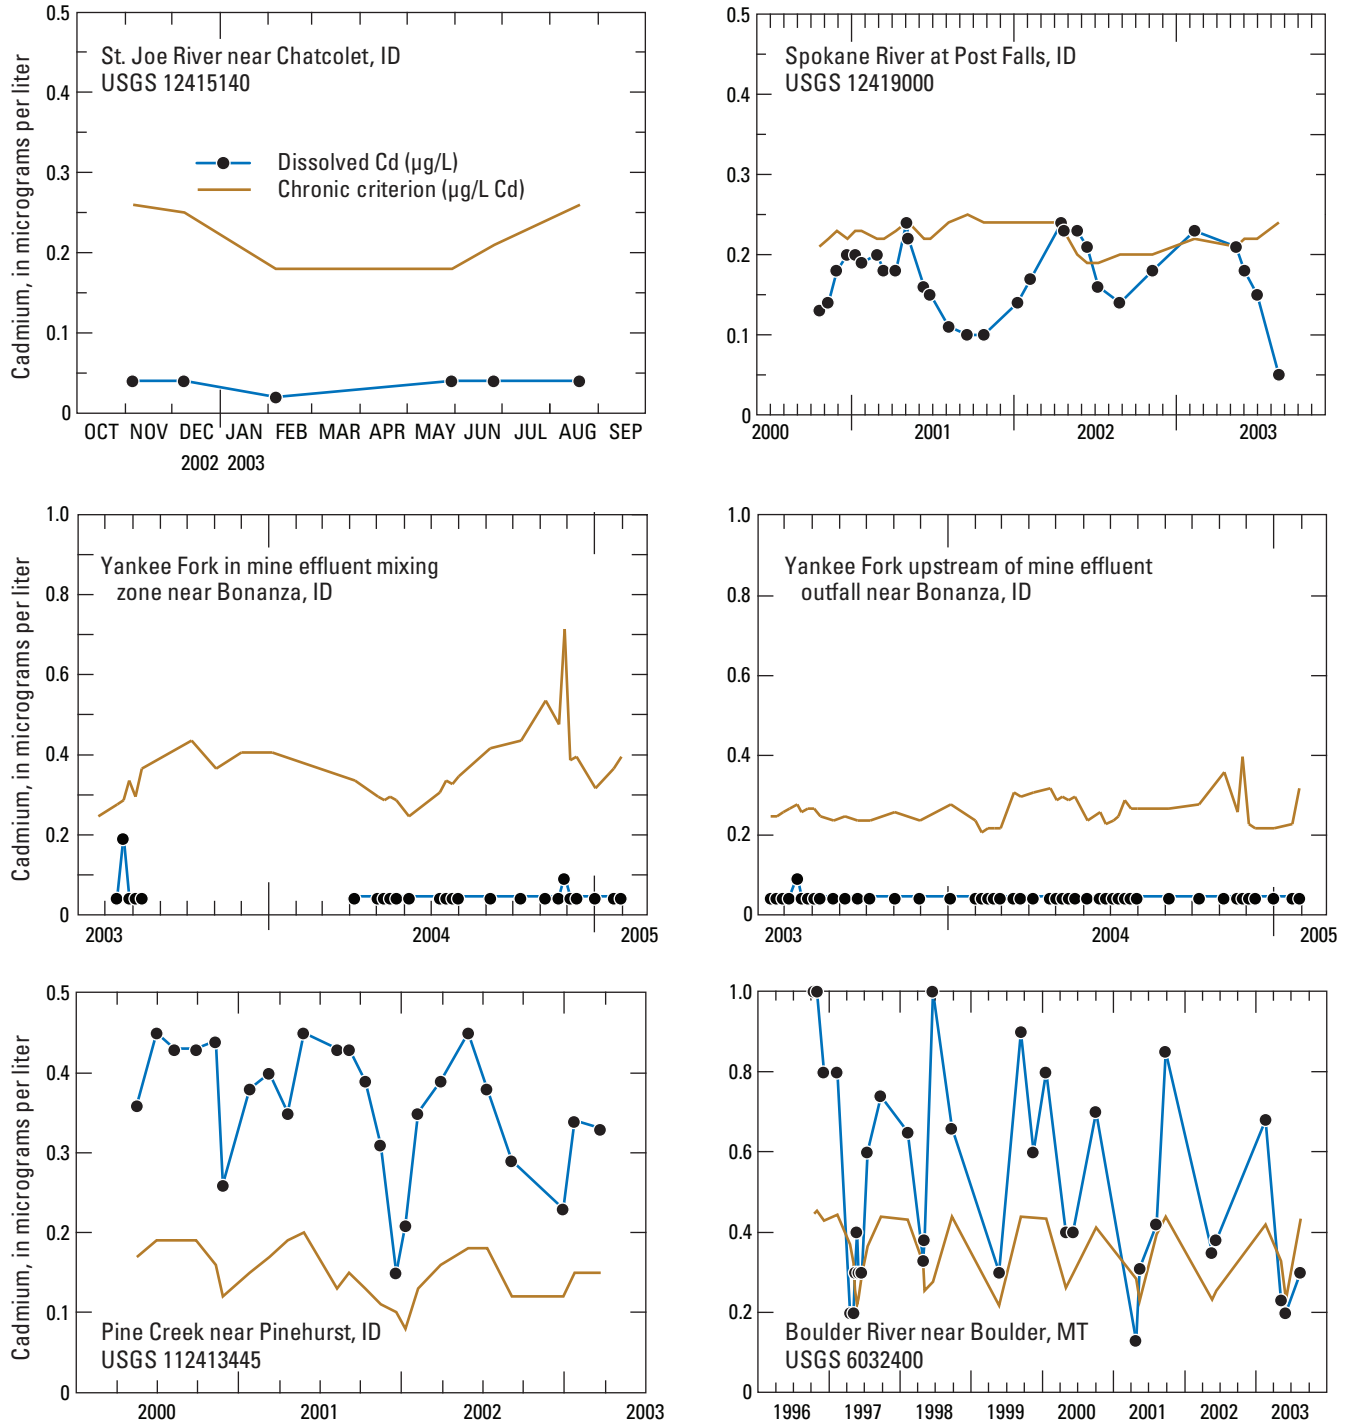 Cadmium, in micrograms per liter
0.5
0.4
0.3
0.2
0.1
0
St. Joe River near Chatcolet, ID
USGS 12415140
Dissolved Cd (µg/L)
Chronic criterion (µg/L Cd)
OCT NOV DEC JAN FEB MAR APR MAY JUN JUL AUG SEP
2002 2003
0.5
0.4
0.3
0.2
0.1
0
Spokane River at Post Falls, ID
USGS 12419000
2000 2001 2002 2003
Cadmium, in micrograms per liter
1.0
0.8
0.6
0.4
0.2
0
Yankee Fork in mine effluent mixing
zone near Bonanza, ID
2003 2004 2005
1.0
0.8
0.6
0.4
0.2
0
Yankee Fork upstream of mine effluent
outfall near Bonanza, ID
2003 2004 2005
Cadmium, in micrograms per liter
0.5
0.4
0.3
0.2
0.1
0
Pine Creek near Pinehurst, ID
USGS 112413445
2000 2001 2002 2003
1.0
0.8
0.6
0.4
0.2
0
Boulder River near Boulder, MT
USGS 6032400
1996 1997 1998 1999 2000 2001 2002 2003